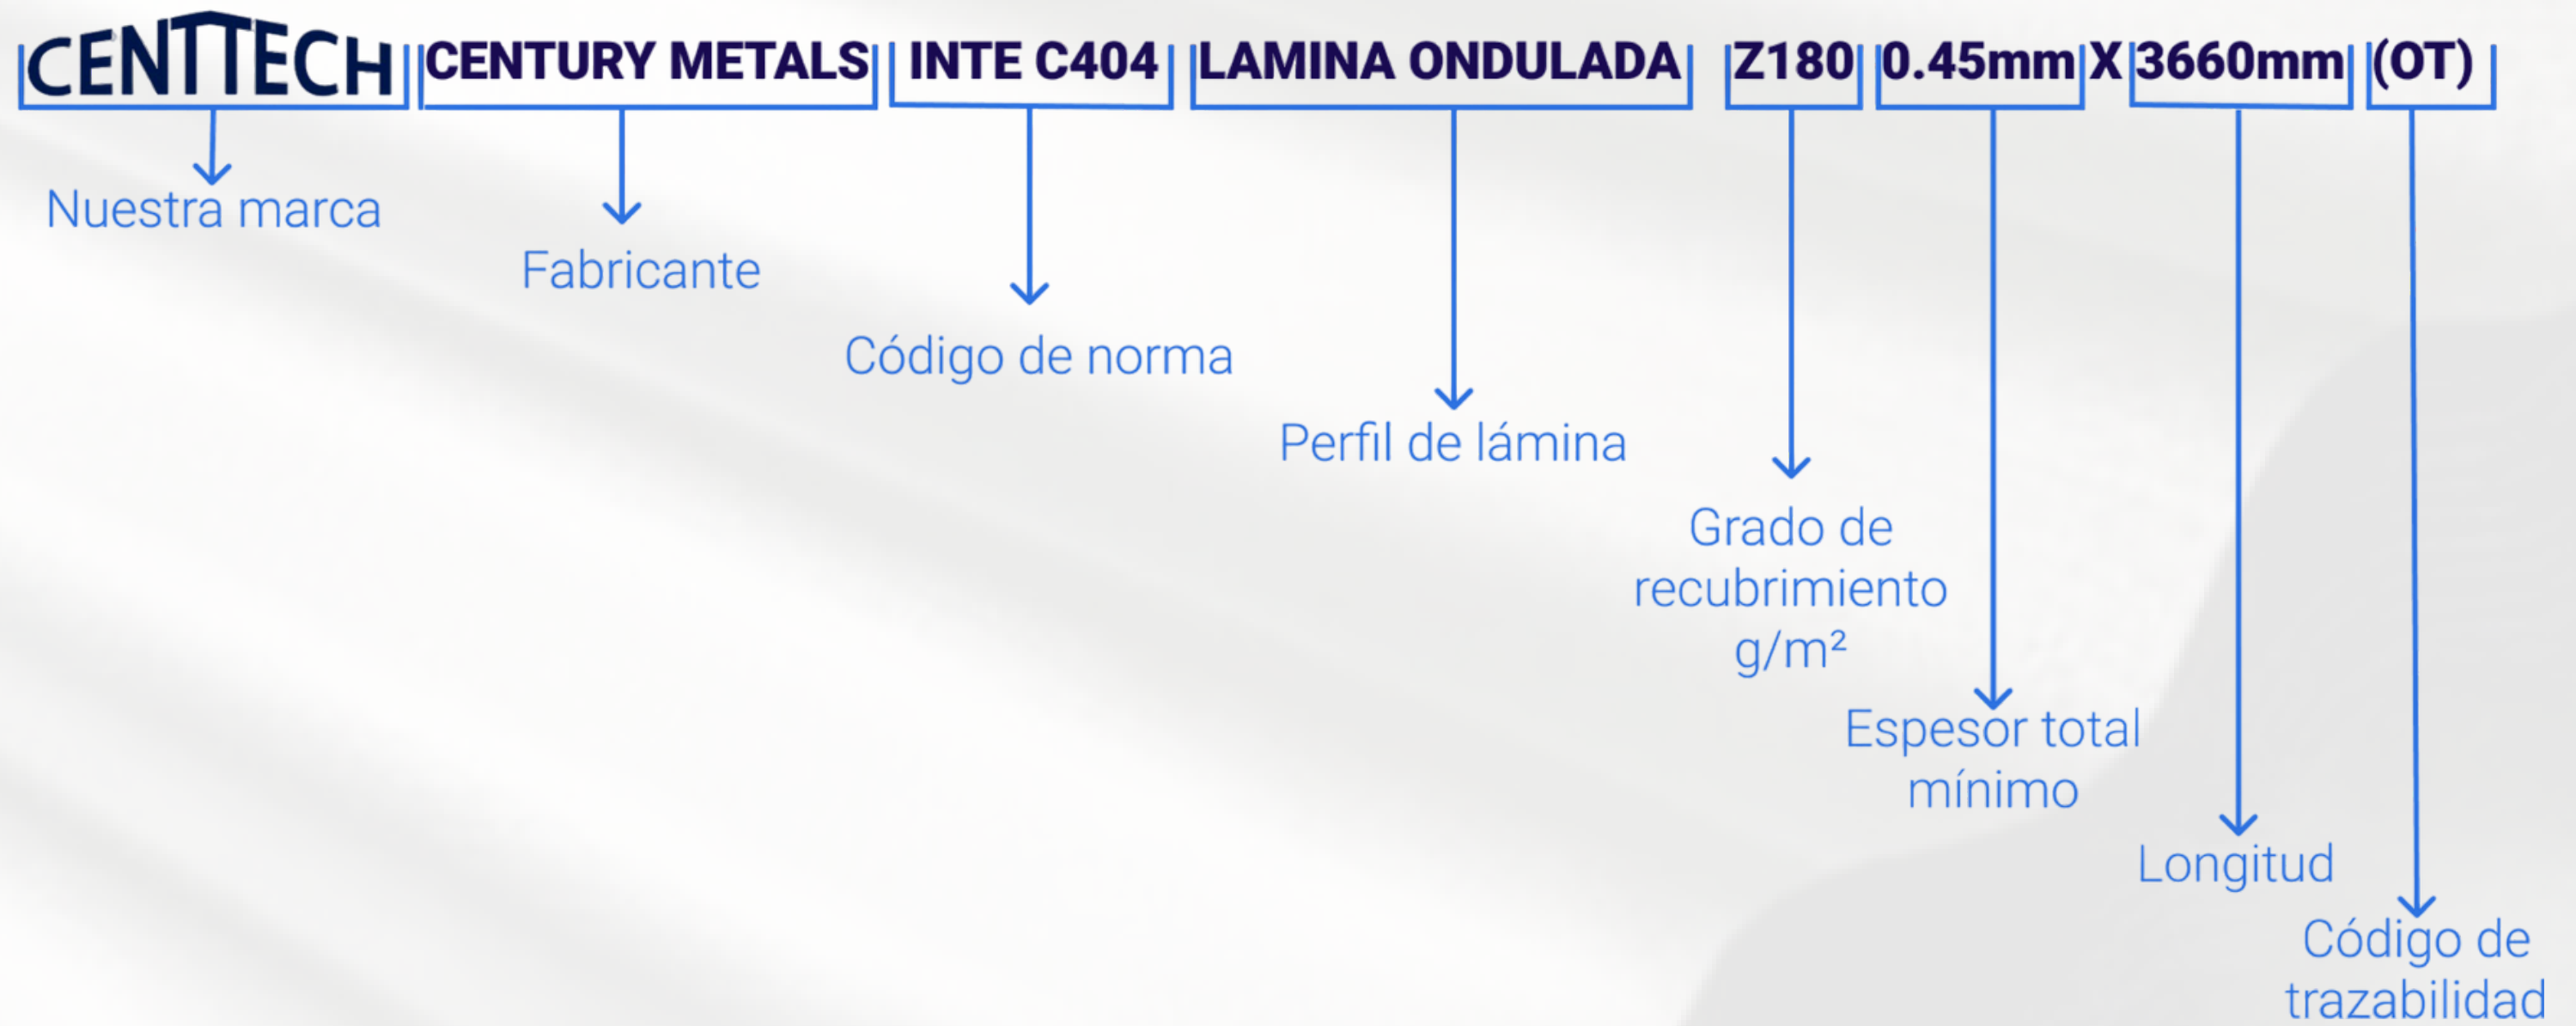 CENTTECH CENTURY METALS INTE C404 LAMINA ONDULADA Z180 0.45mm X 3660mm (OT)
Nuestra marca
Fabricante
Código de norma
Perfil de lámina
Grado de
recubrimiento
g/m²
Espesor total
mínimo
Longitud
Código de
trazabilidad